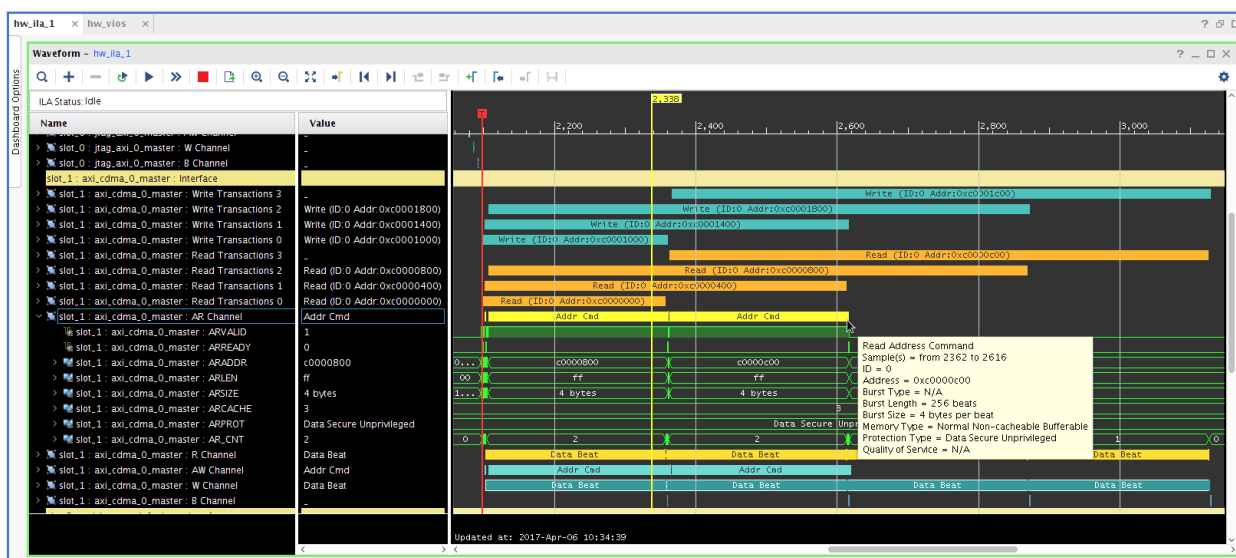 hw_ila_1 × hw_vios ×
Dashboard Options
Waveform - hw_ila_1
ILA Status: Idle
Name Value
2,338
T
2,200 2,400 2,600 2,800 3,000
slot_0 : jtag_axi_0_master : AW Channel
slot_0 : jtag_axi_0_master : W Channel
slot_0 : jtag_axi_0_master : B Channel
slot_1 : axi_cdma_0_master : Interface
slot_1 : axi_cdma_0_master : Write Transactions 3 Write (ID:0 Addr:0xc0001c00)
slot_1 : axi_cdma_0_master : Write Transactions 2 Write (ID:0 Addr:0xc0001800) Write (ID:0 Addr:0xc0001800)
slot_1 : axi_cdma_0_master : Write Transactions 1 Write (ID:0 Addr:0xc0001400) Write (ID:0 Addr:0xc0001400)
slot_1 : axi_cdma_0_master : Write Transactions 0 Write (ID:0 Addr:0xc0001000) Write (ID:0 Addr:0xc0001000)
slot_1 : axi_cdma_0_master : Read Transactions 3 Read (ID:0 Addr:0xc0000c00)
slot_1 : axi_cdma_0_master : Read Transactions 2 Read (ID:0 Addr:0xc0000800) Read (ID:0 Addr:0xc0000800)
slot_1 : axi_cdma_0_master : Read Transactions 1 Read (ID:0 Addr:0xc0000400) Read (ID:0 Addr:0xc0000400)
slot_1 : axi_cdma_0_master : Read Transactions 0 Read (ID:0 Addr:0xc0000000) Read (ID:0 Addr:0xc0000000)
slot_1 : axi_cdma_0_master : AR Channel Addr Cmd Addr Cmd Addr Cmd
slot_1 : axi_cdma_0_master : ARVALID 1
slot_1 : axi_cdma_0_master : ARREADY 0
slot_1 : axi_cdma_0_master : ARADDR c0000800 0... c0000800 c0000c00
slot_1 : axi_cdma_0_master : ARLEN ff 00 ff ff
slot_1 : axi_cdma_0_master : ARSIZE 4 bytes 1... 4 bytes 4 bytes
slot_1 : axi_cdma_0_master : ARCACHE 3 3
slot_1 : axi_cdma_0_master : ARPROT Data Secure Unprivileged Data Secure Unpr
slot_1 : axi_cdma_0_master : AR_CNT 2 0 2 2 1 0
slot_1 : axi_cdma_0_master : R Channel Data Beat Data Beat Data Beat Data Beat
slot_1 : axi_cdma_0_master : AW Channel Addr Cmd Addr Cmd Addr Cmd
slot_1 : axi_cdma_0_master : W Channel Data Beat Data Beat Data Beat Data Beat Data Beat
slot_1 : axi_cdma_0_master : B Channel
Read Address Command
Sample(s) = from 2362 to 2616
ID = 0
Address = 0xc0000c00
Burst Type = N/A
Burst Length = 256 beats
Burst Size = 4 bytes per beat
Memory Type = Normal Non-cacheable Bufferable
Protection Type = Data Secure Unprivileged
Quality of Service = N/A
Updated at: 2017-Apr-06 10:34:39